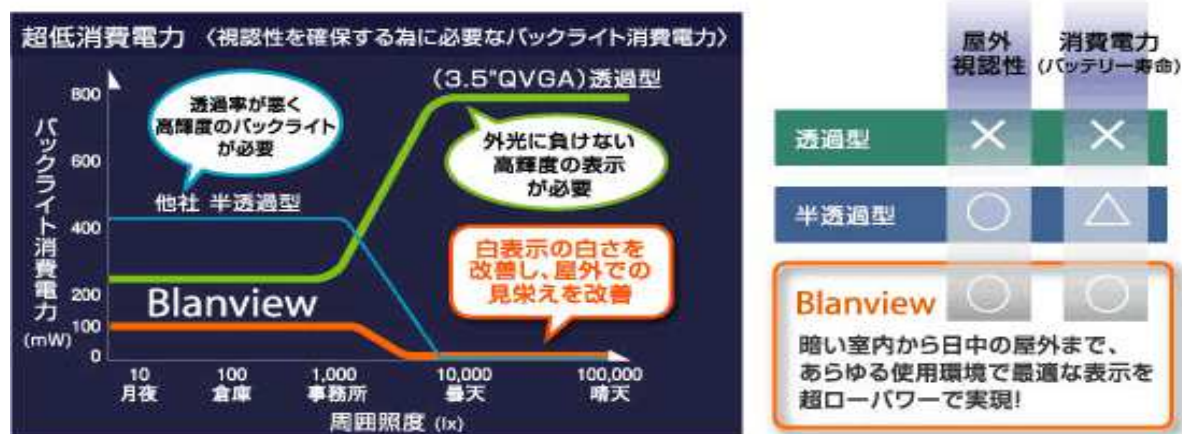 超低消費電力 〈視認性を確保する為に必要なバックライト消費電力〉
バックライト消費電力
(mW)
800
600
400
200
100
0
透過率が悪く
高輝度のバックライト
が必要
(3.5"QVGA)透過型
外光に負けない
高輝度の表示
が必要
他社 半透過型
白表示の白さを
改善し、屋外での
見栄えを改善
Blanview
10
月夜
100
倉庫
1,000
事務所
10,000
曇天
100,000
晴天
周囲照度 (lx)
屋外
視認性
消費電力
(バッテリー寿命)
透過型 × ×
半透過型 ○ △
Blanview ○ ○
暗い室内から日中の屋外まで、
あらゆる使用環境で最適な表示を
超ローパワーで実現!